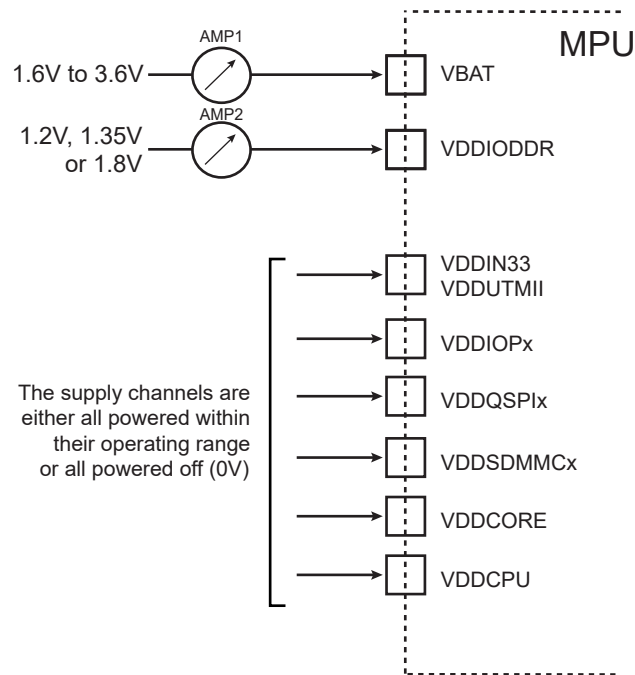 MPU
AMP1
1.6V to 3.6V
VBAT
AMP2
1.2V, 1.35V
or 1.8V
VDDIODDR
VDDIN33
VDDUTMII
VDDIOPx
VDDQSPIx
The supply channels are
either all powered within
their operating range
or all powered off (0V)
VDDSDMMCx
VDDCORE
VDDCPU